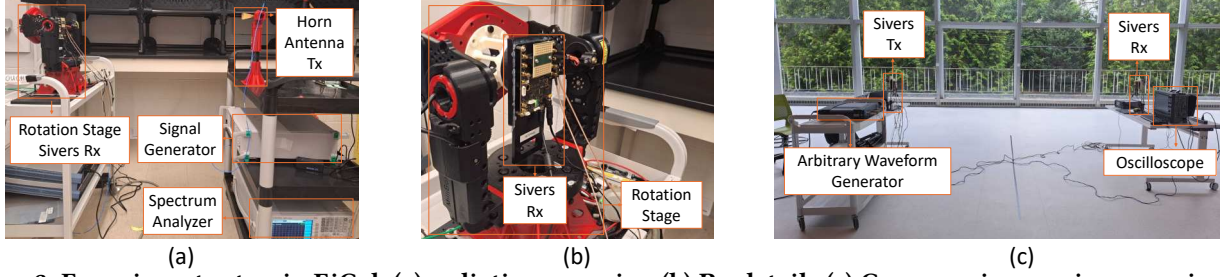 Horn
Antenna
Tx
Rotation Stage
Sivers Rx
Signal
Generator
Spectrum
Analyzer
(a)
Sivers
Rx
Rotation
Stage
(b)
Sivers
Tx
Sivers
Rx
Arbitrary Waveform
Generator
Oscilloscope
(c)